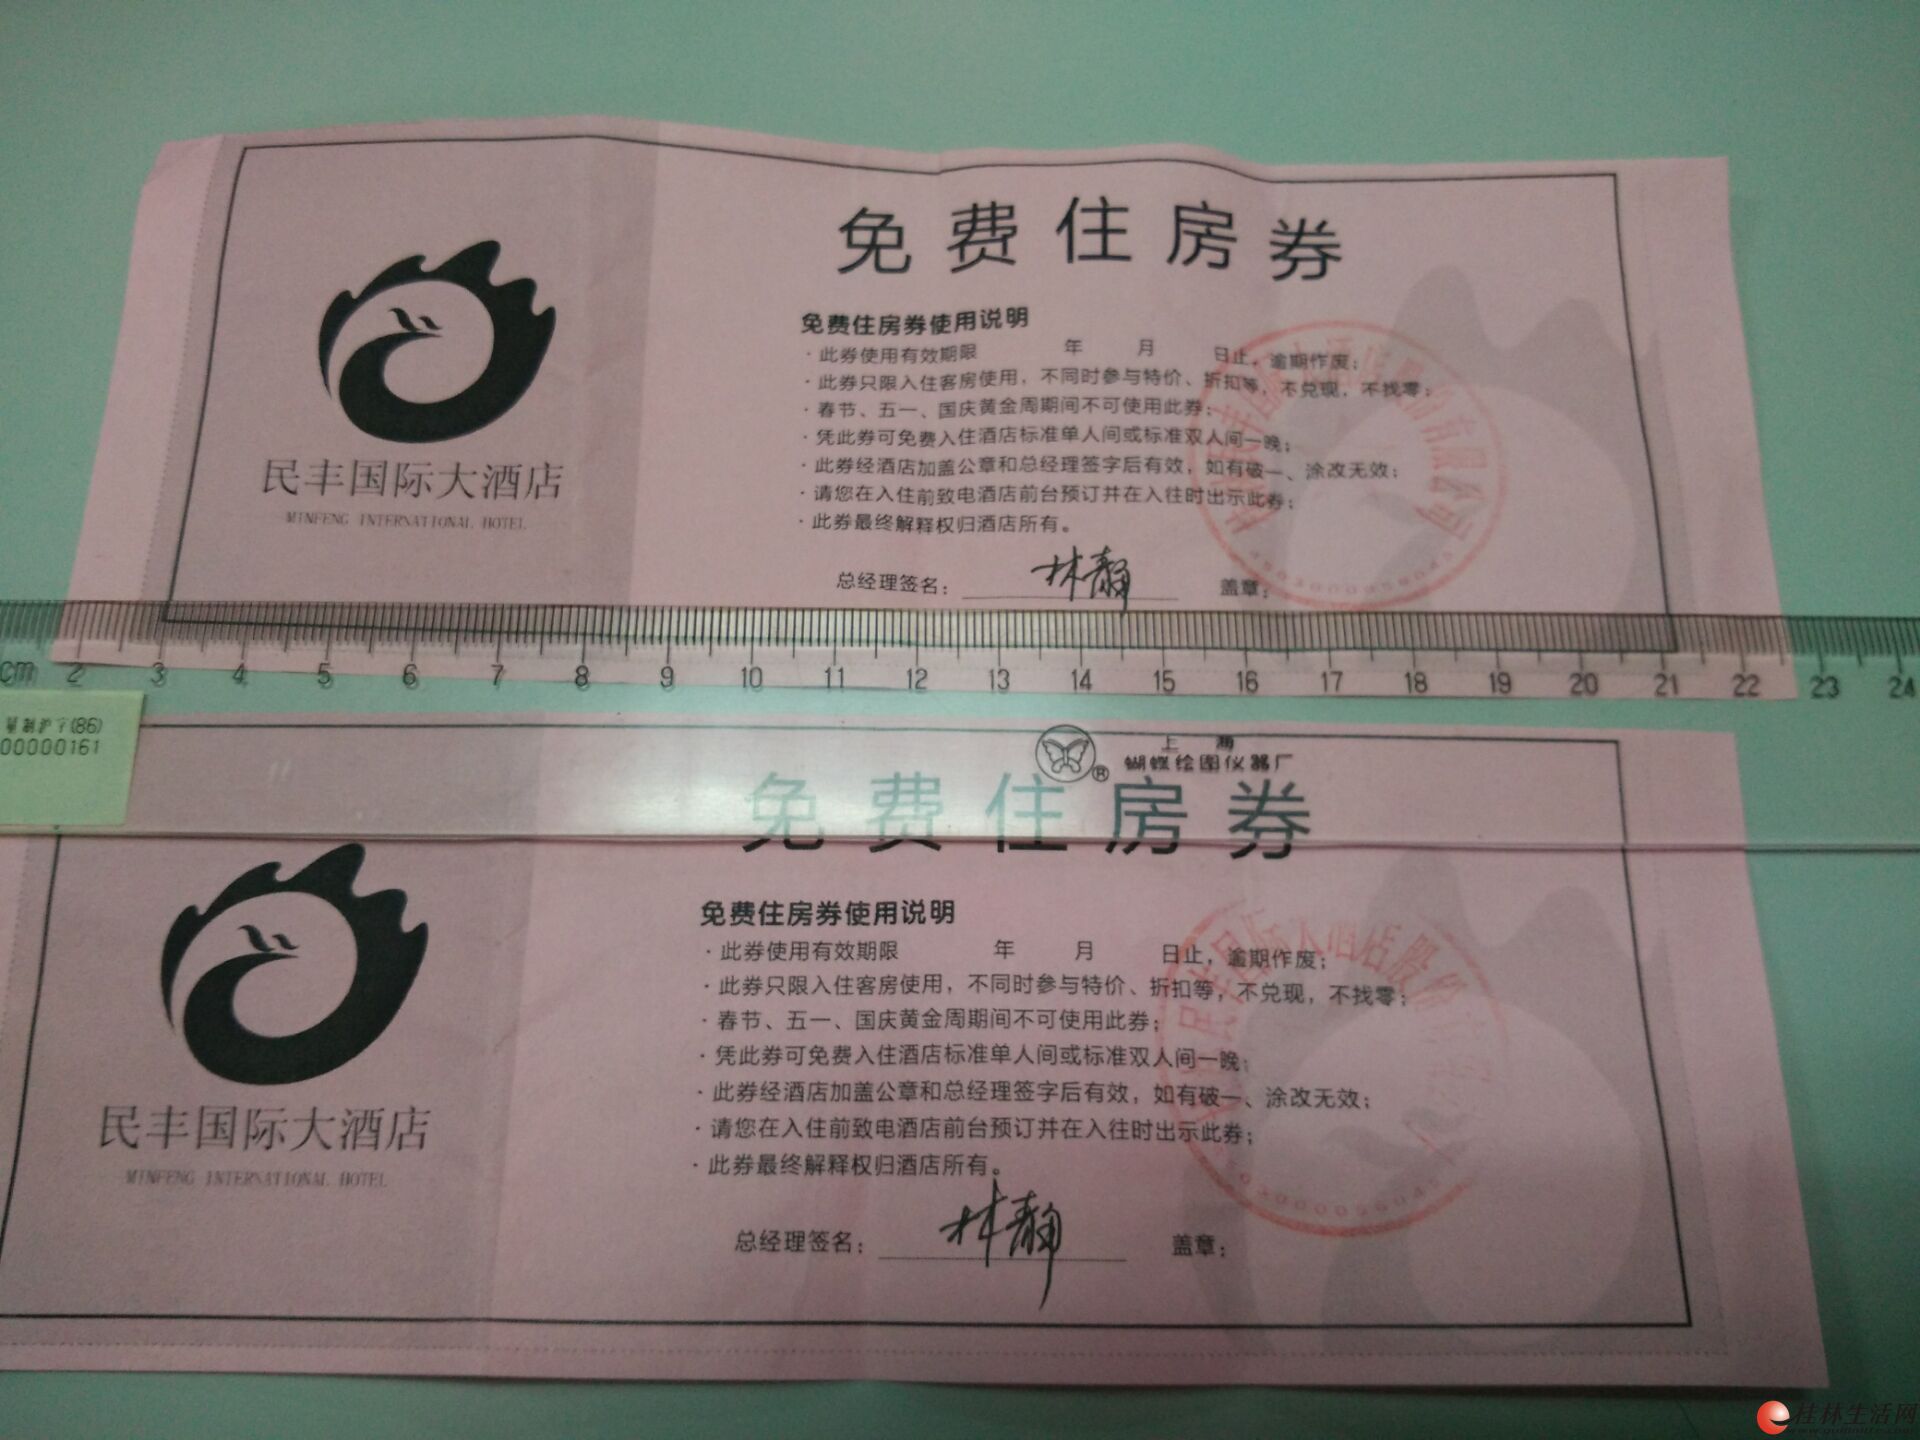 免费住房券
免费住房券使用说明
·此券使用有效期限 年 月 日止，逾期作废；
·此券只限入住客房使用，不同时参与特价、折扣等，不兑现，不找零；
·春节、五一、国庆黄金周期间不可使用此券；
·凭此券可免费入住酒店标准单人间或标准双人间一晚；
·此券经酒店加盖公章和总经理签字后有效，如有破一、涂改无效；
·请您在入住前致电酒店前台预订并在入往时出示此券；
·此券最终解释权归酒店所有。
民丰国际大酒店
MINFENG INTERNATIONAL HOTEL
总经理签名： 林静 盖章：
cm 2 3 4 5 6 7 8 9 10 11 12 13 14 15 16 17 18 19 20 21 22 23 24
量制沪字(86)
00000161
上海
蝴蝶绘图仪器厂
®
免费住房券
免费住房券使用说明
·此券使用有效期限 年 月 日止，逾期作废；
·此券只限入住客房使用，不同时参与特价、折扣等，不兑现，不找零；
·春节、五一、国庆黄金周期间不可使用此券；
·凭此券可免费入住酒店标准单人间或标准双人间一晚；
·此券经酒店加盖公章和总经理签字后有效，如有破一、涂改无效；
·请您在入住前致电酒店前台预订并在入往时出示此券；
·此券最终解释权归酒店所有。
民丰国际大酒店
MINFENG INTERNATIONAL HOTEL
总经理签名： 林静 盖章：
桂林生活网